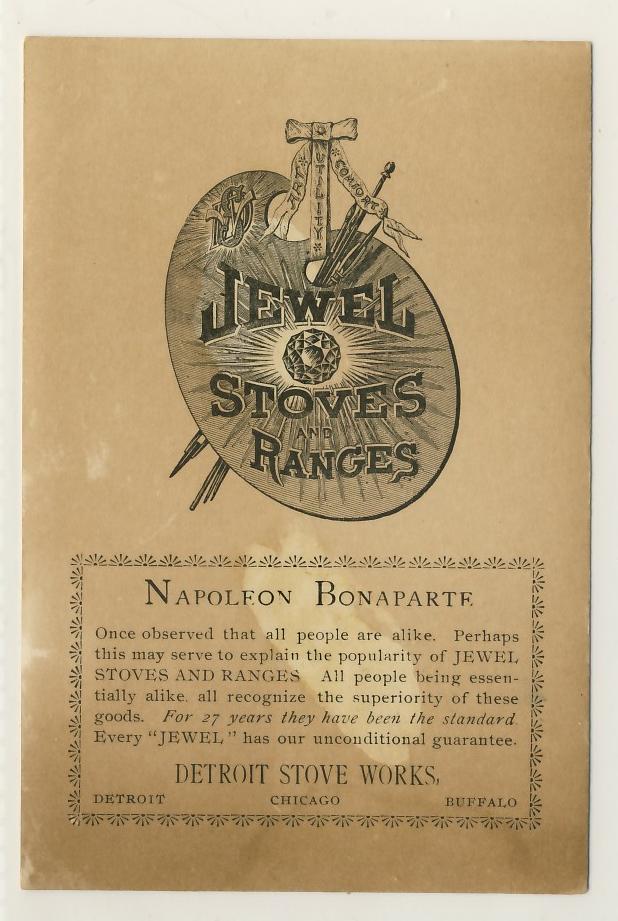 DSW
ART
UTILITY
COMFORT
JEWEL
STOVES
AND
RANGES
NAPOLEON BONAPARTE
Once observed that all people are alike. Perhaps
this may serve to explain the popularity of JEWEL
STOVES AND RANGES All people being essen-
tially alike, all recognize the superiority of these
goods. For 27 years they have been the standard.
Every "JEWEL" has our unconditional guarantee.
DETROIT STOVE WORKS,
DETROIT CHICAGO BUFFALO